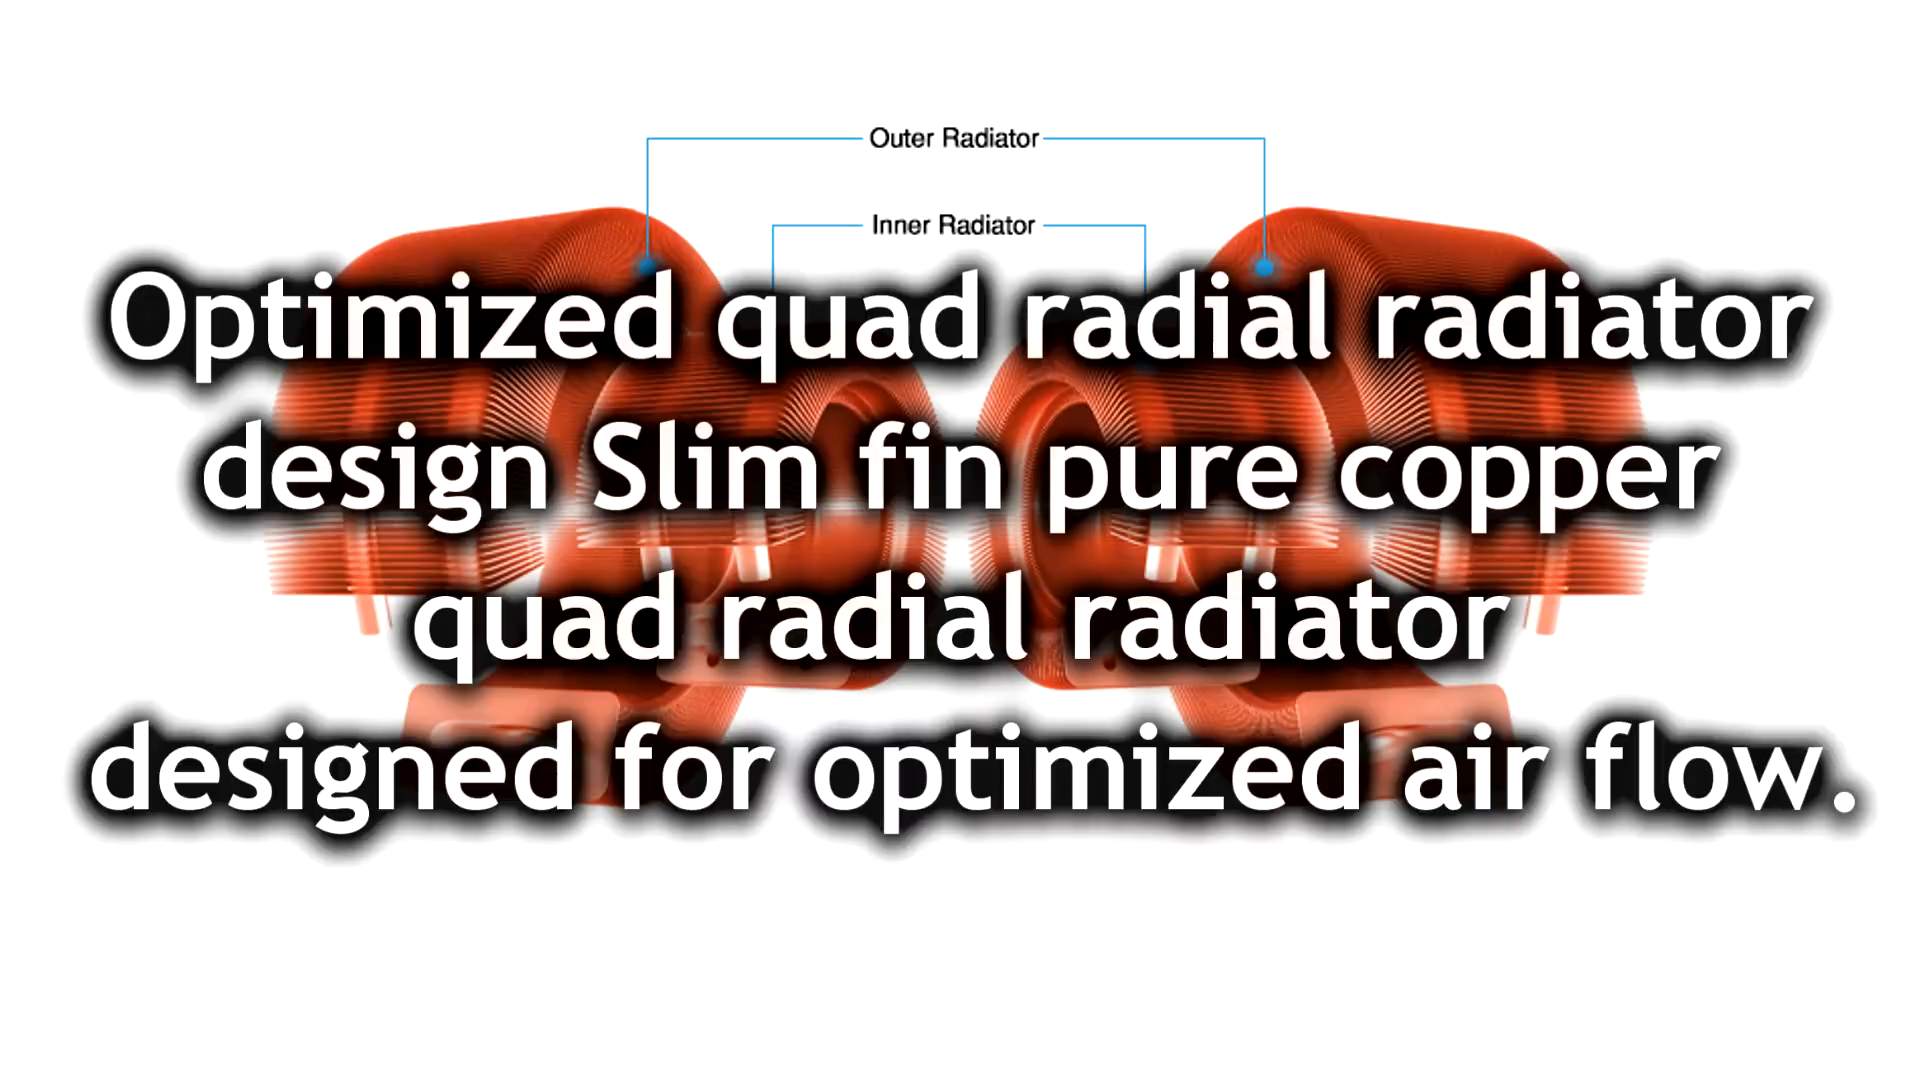 Outer Radiator
Inner Radiator
Optimized quad radial radiator
design Slim fin pure copper
quad radial radiator
designed for optimized air flow.